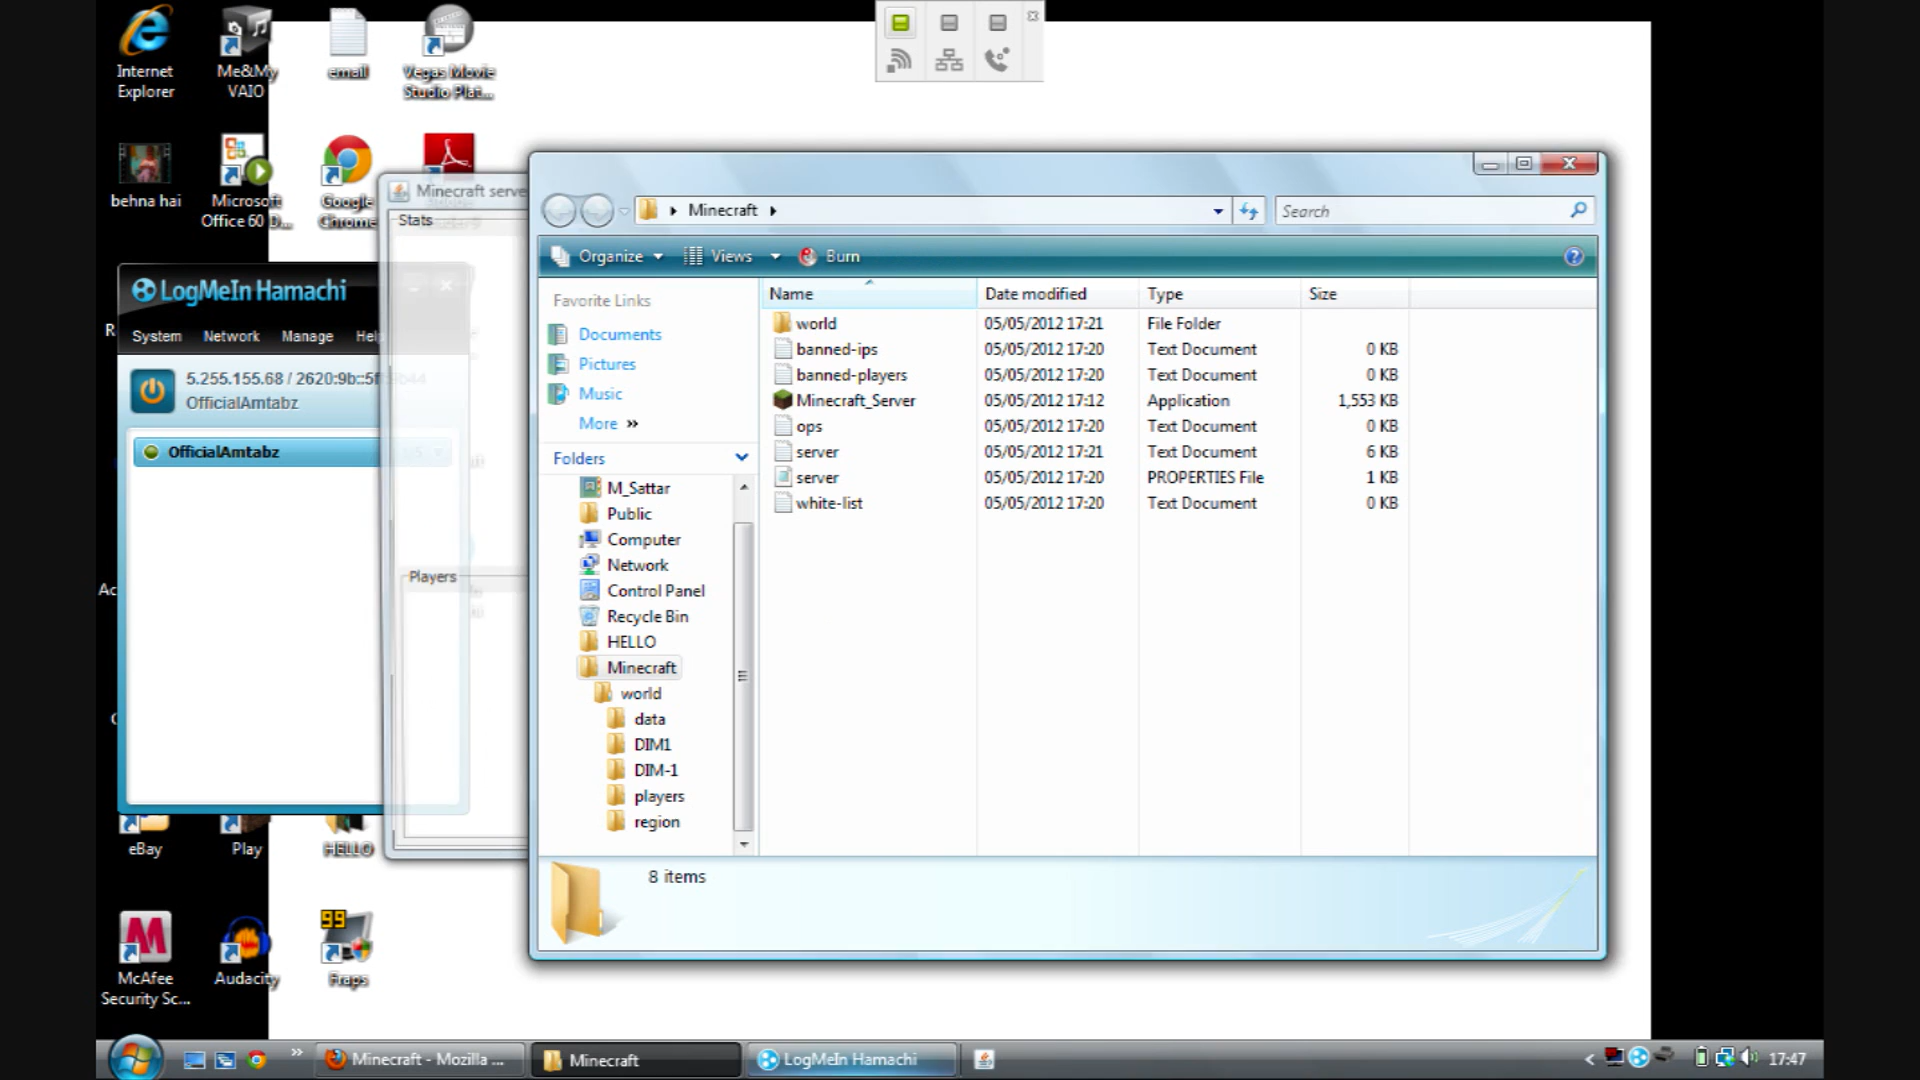 Internet
Explorer
Me&My
VAIO
email
Vegas Movie
Studio Plat...
behna hai
Microsoft
Office 60 D...
Google
Chrome
Minecraft serve
Stats
Players
LogMeIn Hamachi
System Network Manage Help
5.255.155.68 / 2620:9b::5ff:9b44
OfficialAmtabz
OfficialAmtabz
Minecraft
Search
Organize Views Burn
Favorite Links
Documents
Pictures
Music
More »
Folders
M_Sattar
Public
Computer
Network
Control Panel
Recycle Bin
HELLO
Minecraft
world
data
DIM1
DIM-1
players
region
Name Date modified Type Size
world 05/05/2012 17:21 File Folder
banned-ips 05/05/2012 17:20 Text Document 0 KB
banned-players 05/05/2012 17:20 Text Document 0 KB
Minecraft_Server 05/05/2012 17:12 Application 1,553 KB
ops 05/05/2012 17:20 Text Document 0 KB
server 05/05/2012 17:21 Text Document 6 KB
server 05/05/2012 17:20 PROPERTIES File 1 KB
white-list 05/05/2012 17:20 Text Document 0 KB
8 items
eBay
Play
HELLO
McAfee
Security Sc...
Audacity
99
Fraps
Minecraft - Mozilla ...
Minecraft
LogMeIn Hamachi
17:47